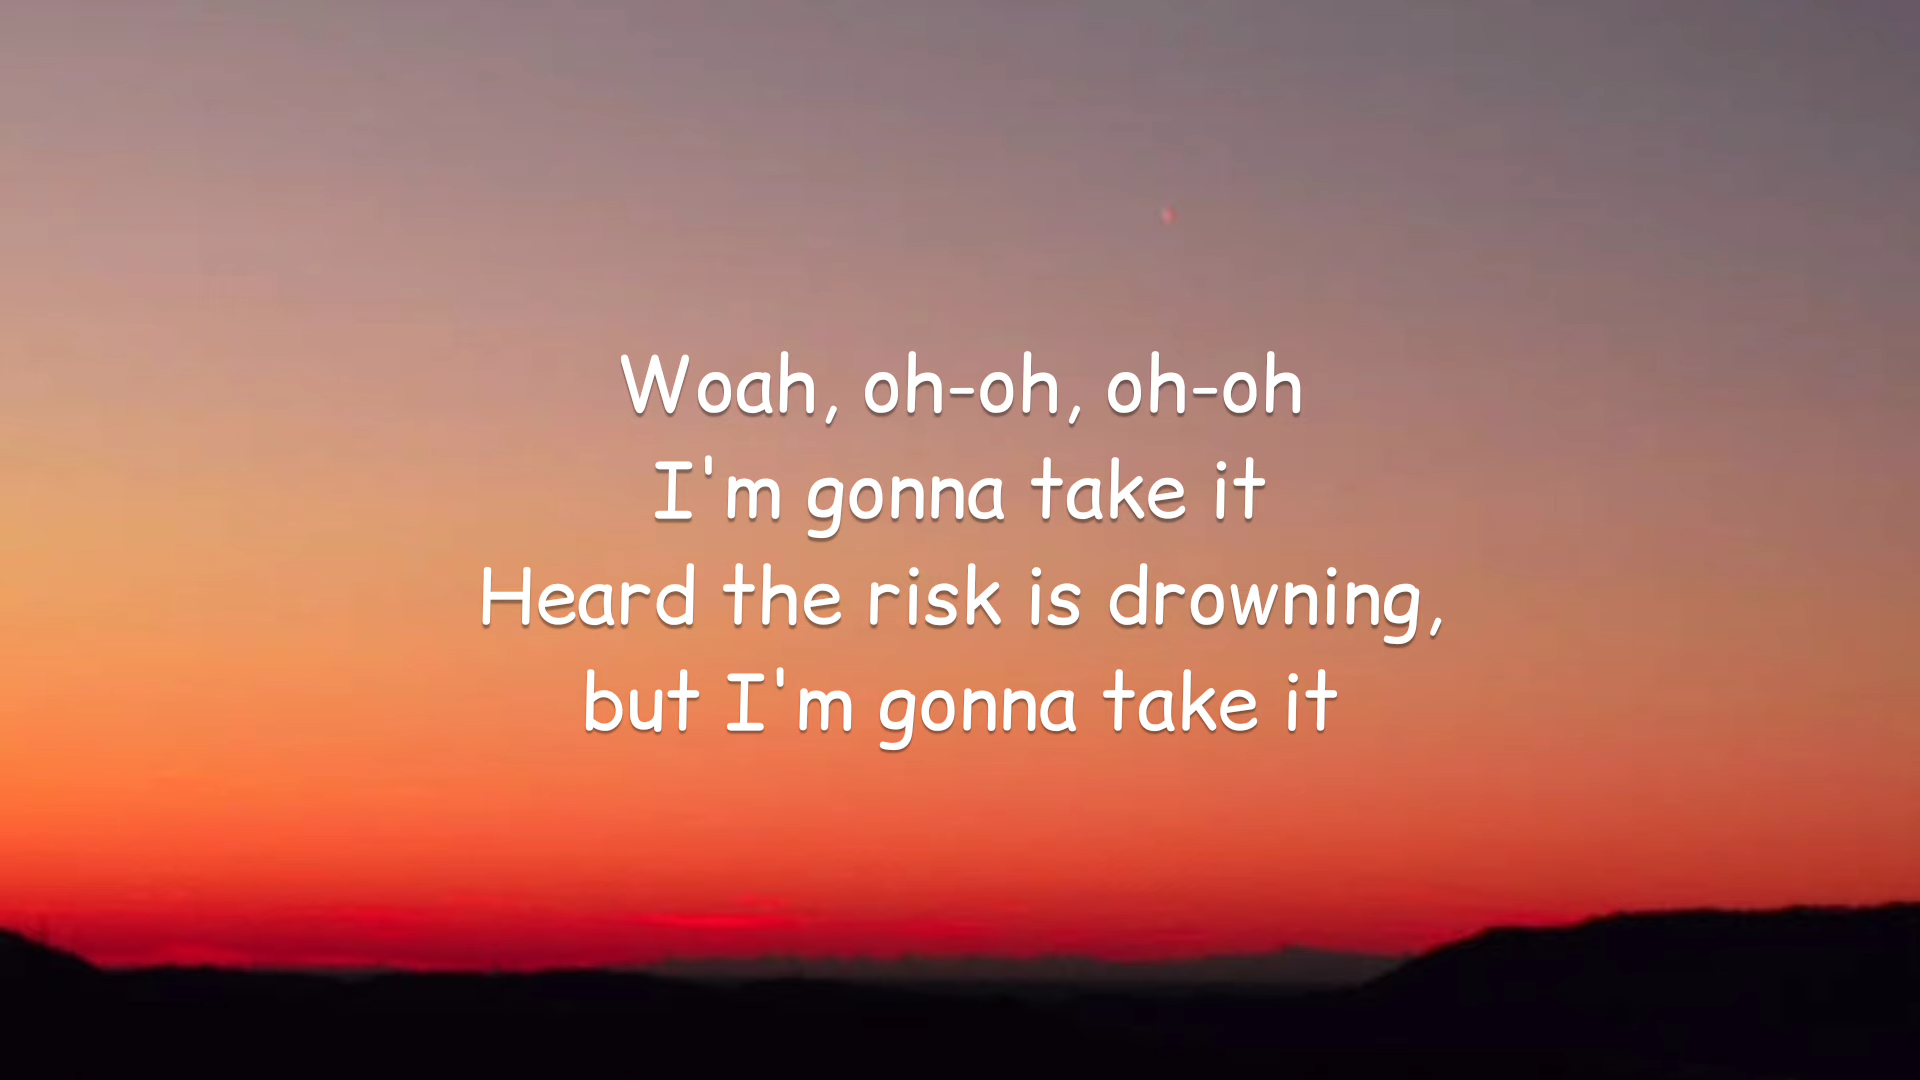 Woah, oh-oh, oh-oh
I'm gonna take it
Heard the risk is drowning,
but I'm gonna take it